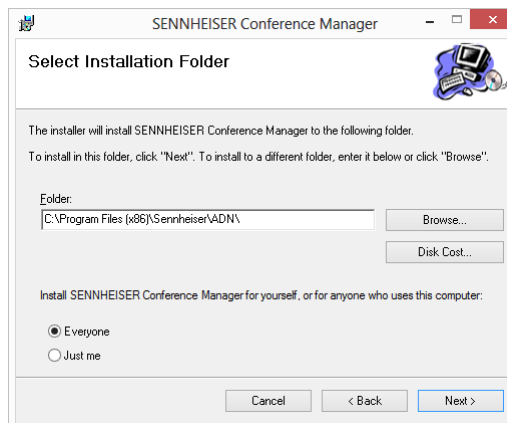 SENNHEISER Conference Manager
Select Installation Folder
The installer will install SENNHEISER Conference Manager to the following folder.
To install in this folder, click "Next". To install to a different folder, enter it below or click "Browse".
Folder:
C:\Program Files (x86)\Sennheiser\ADN\
Browse...
Disk Cost...
Install SENNHEISER Conference Manager for yourself, or for anyone who uses this computer:
Everyone
Just me
Cancel
< Back
Next >